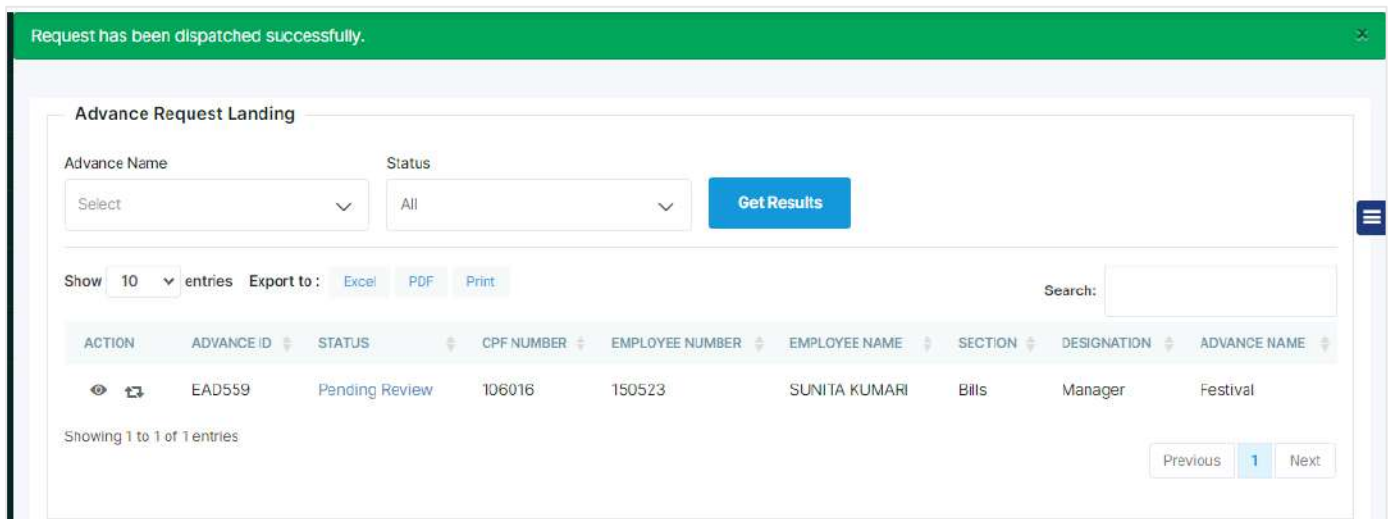 Request has been dispatched successfully. ×
Advance Request Landing
Advance Name Status
Select All Get Results
Show 10 entries Export to : Excel PDF Print Search:
ACTION ADVANCE ID STATUS CPF NUMBER EMPLOYEE NUMBER EMPLOYEE NAME SECTION DESIGNATION ADVANCE NAME
EAD559 Pending Review 106016 150523 SUNITA KUMARI Bills Manager Festival
Showing 1 to 1 of 1 entries
Previous 1 Next